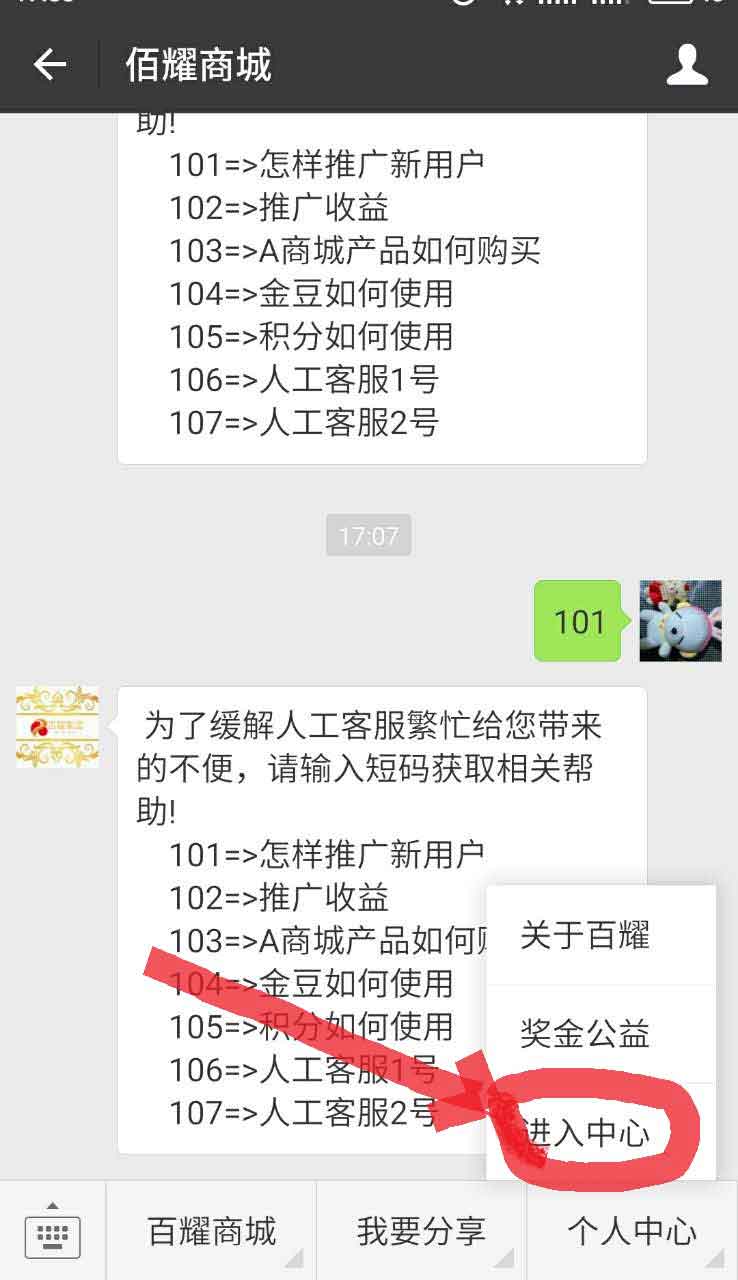 佰耀商城
助!
101=>怎样推广新用户
102=>推广收益
103=>A商城产品如何购买
104=>金豆如何使用
105=>积分如何使用
106=>人工客服1号
107=>人工客服2号
17:07
101
为了缓解人工客服繁忙给您带来
的不便，请输入短码获取相关帮
助!
101=>怎样推广新用户
102=>推广收益
103=>A商城产品如何
104=>金豆如何使用
105=>积分如何使用
106=>人工客服1号
107=>人工客服2号
关于百耀
奖金公益
进入中心
百耀商城
我要分享
个人中心